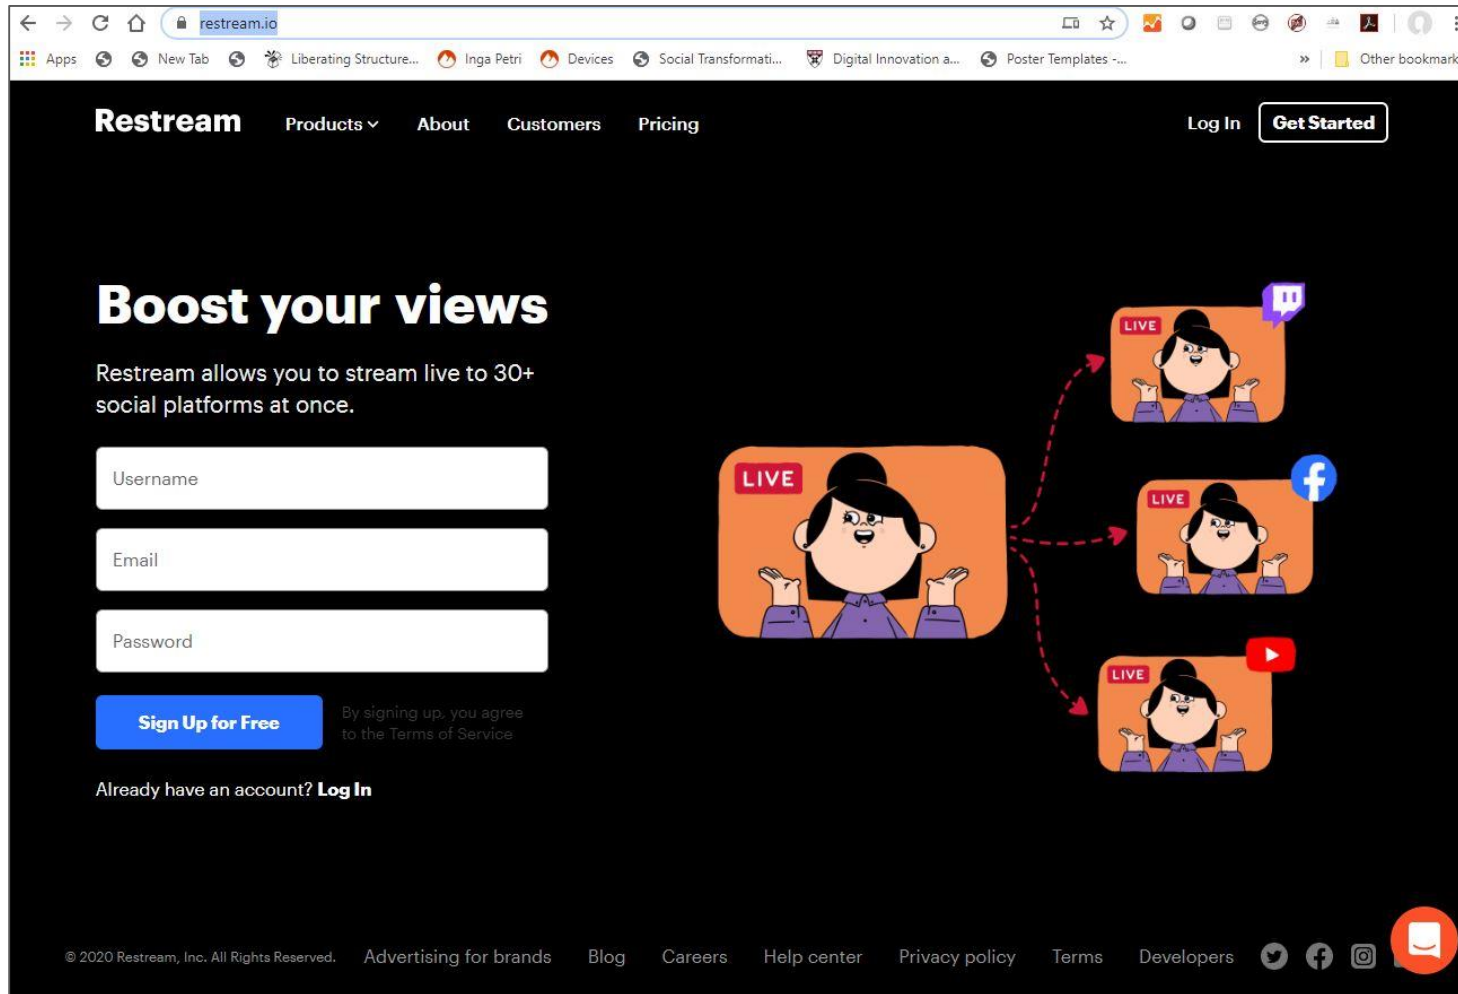 restream.io
Apps New Tab Liberating Structure... Inga Petri Devices Social Transformati... Digital Innovation a... Poster Templates -... » Other bookmark
Restream Products About Customers Pricing Log In Get Started
LIVE
Boost your views
Restream allows you to stream live to 30+
social platforms at once.
Username
Email
Password
LIVE
LIVE
LIVE
Sign Up for Free
By signing up, you agree
to the Terms of Service
Already have an account? Log In
© 2020 Restream, Inc. All Rights Reserved. Advertising for brands Blog Careers Help center Privacy policy Terms Developers